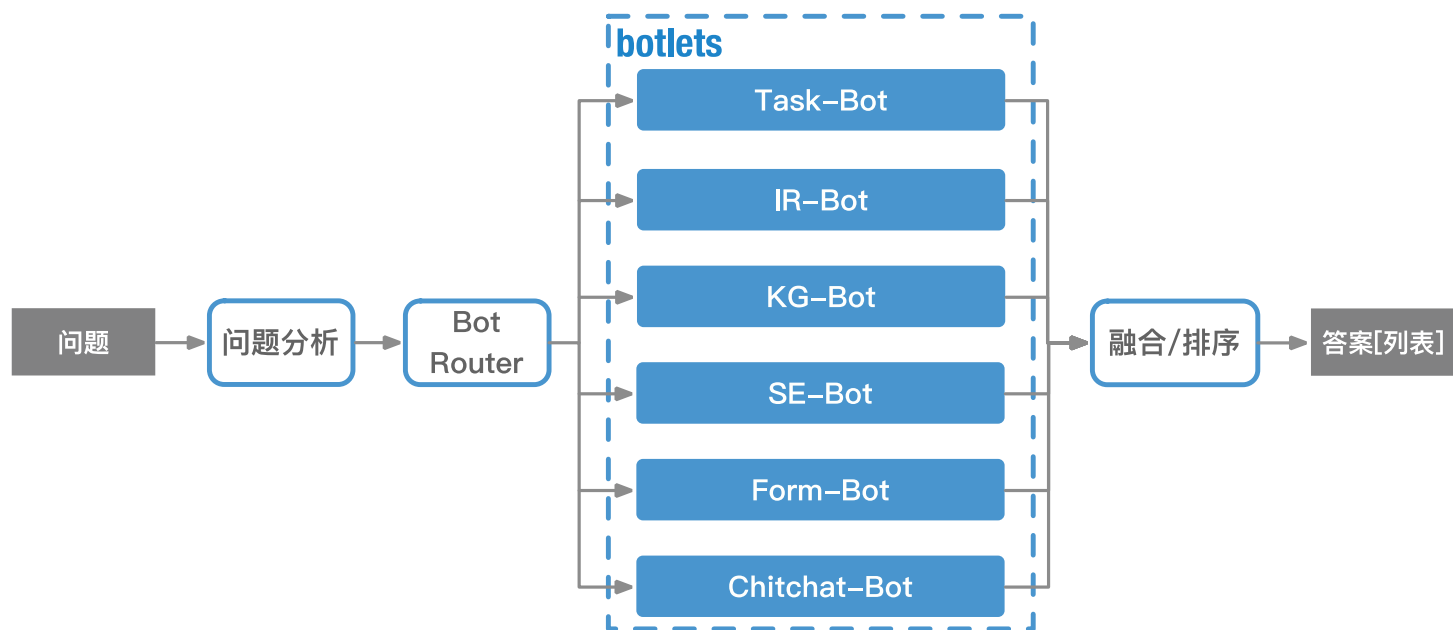 botlets
Task-Bot
IR-Bot
KG-Bot
SE-Bot
Form-Bot
Chitchat-Bot
问题
问题分析
Bot
Router
融合/排序
答案[列表]